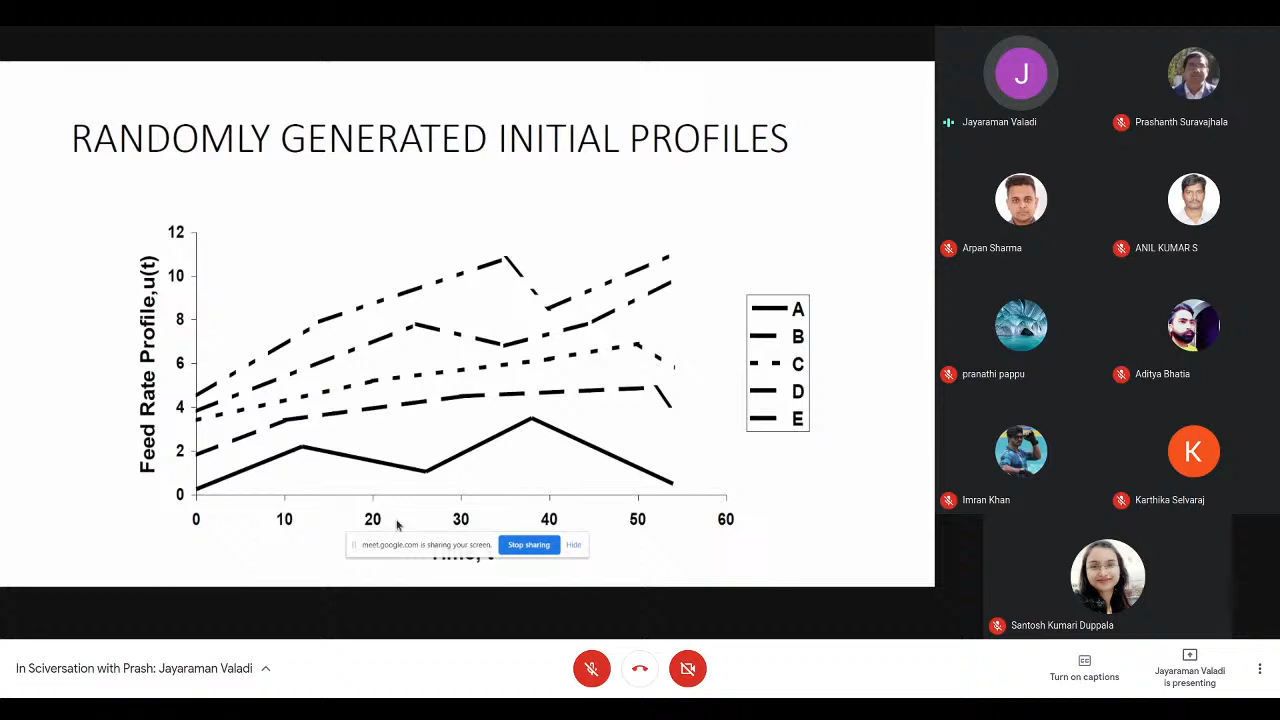 RANDOMLY GENERATED INITIAL PROFILES
Feed Rate Profile,u(t)
12
10
8
6
4
2
0
0 10 20 30 40 50 60
A
B
C
D
E
meet.google.com is sharing your screen.
Stop sharing
Hide
J
Jayaraman Valadi
Prashanth Suravajhala
Arpan Sharma
ANIL KUMAR S
pranathi pappu
Aditya Bhatia
Imran Khan
K
Karthika Selvaraj
Santosh Kumari Duppala
In Sciversation with Prash: Jayaraman Valadi
CC
Turn on captions
Jayaraman Valadi
is presenting